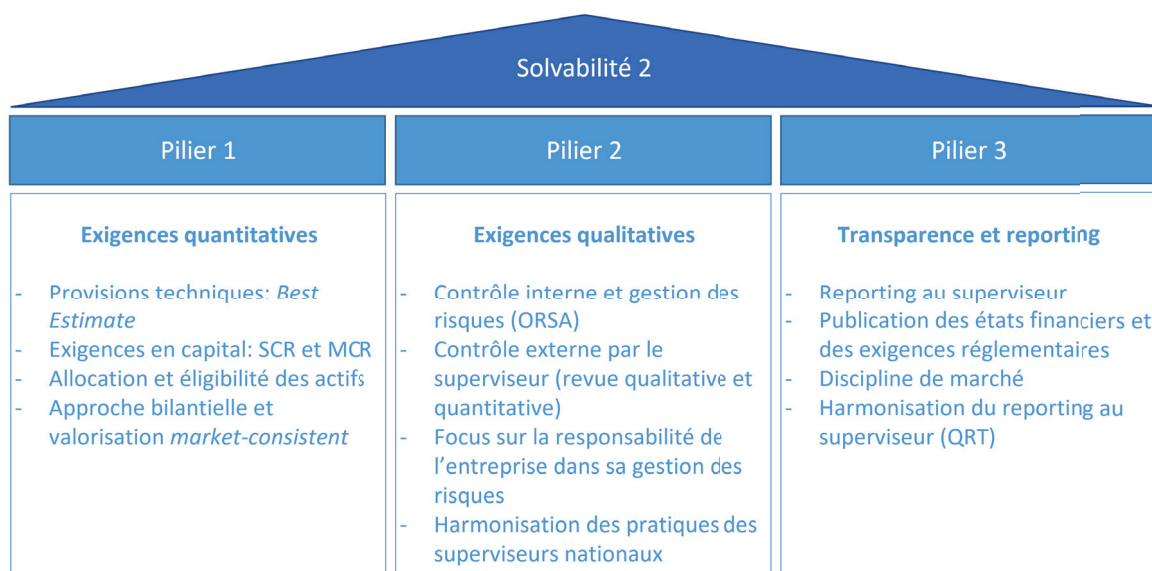 Solvabilité 2
Pilier 1
Exigences quantitatives
- Provisions techniques: Best
Estimate
- Exigences en capital: SCR et MCR
- Allocation et éligibilité des actifs
- Approche bilantielle et
valorisation market-consistent
Pilier 2
Exigences qualitatives
- Contrôle interne et gestion des
risques (ORSA)
- Contrôle externe par le
superviseur (revue qualitative et
quantitative)
- Focus sur la responsabilité de
l'entreprise dans sa gestion des
risques
- Harmonisation des pratiques des
superviseurs nationaux
Pilier 3
Transparence et reporting
- Reporting au superviseur
- Publication des états financiers et
des exigences réglementaires
- Discipline de marché
- Harmonisation du reporting au
superviseur (QRT)